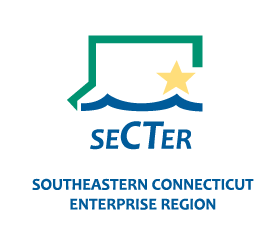 seCTer
SOUTHEASTERN CONNECTICUT
ENTERPRISE REGION